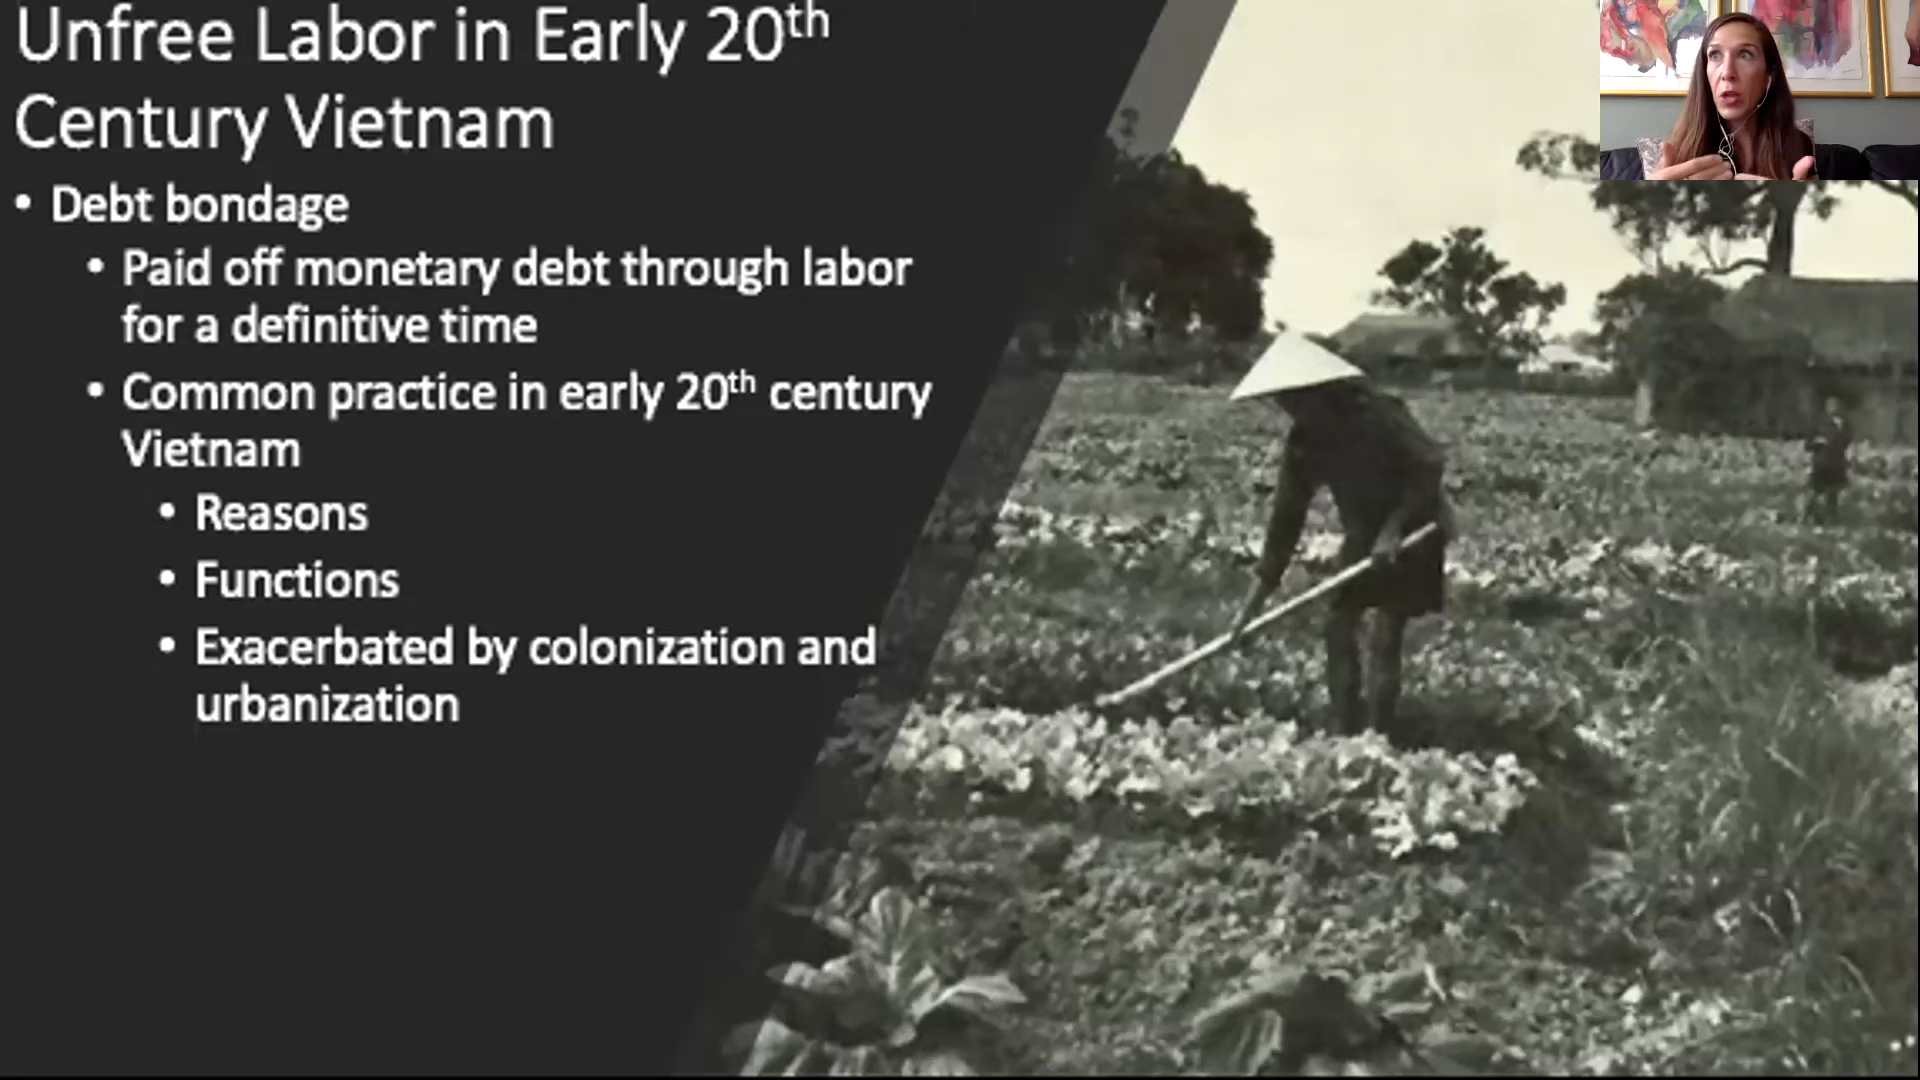 Unfree Labor in Early 20th
Century Vietnam
• Debt bondage
• Paid off monetary debt through labor
for a definitive time
• Common practice in early 20th century
Vietnam
• Reasons
• Functions
• Exacerbated by colonization and
urbanization